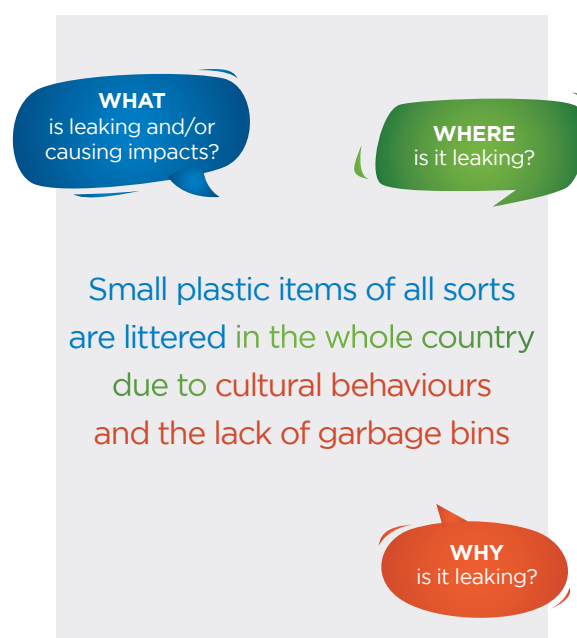 WHAT
is leaking and/or
causing impacts?
WHERE
is it leaking?
Small plastic items of all sorts
are littered in the whole country
due to cultural behaviours
and the lack of garbage bins
WHY
is it leaking?